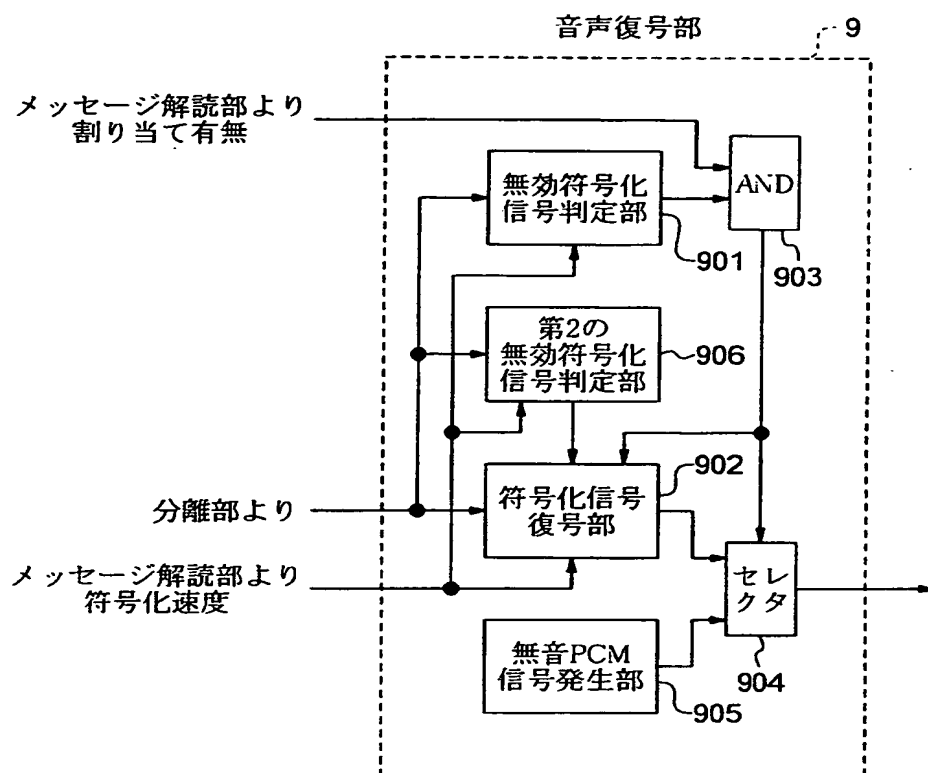 音声復号部
9
メッセージ解読部より
割り当て有無
無効符号化
信号判定部
901
AND
903
第2の
無効符号化
信号判定部
906
902
分離部より
符号化信号
復号部
メッセージ解読部より
符号化速度
セレ
クタ
904
無音PCM
信号発生部
905